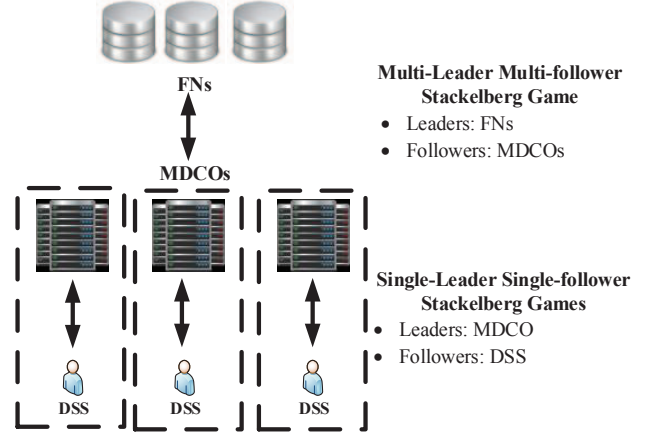 FNs
Multi-Leader Multi-follower
Stackelberg Game
• Leaders: FNs
• Followers: MDCOs
MDCOs
Single-Leader Single-follower
Stackelberg Games
• Leaders: MDCO
• Followers: DSS
DSS
DSS
DSS